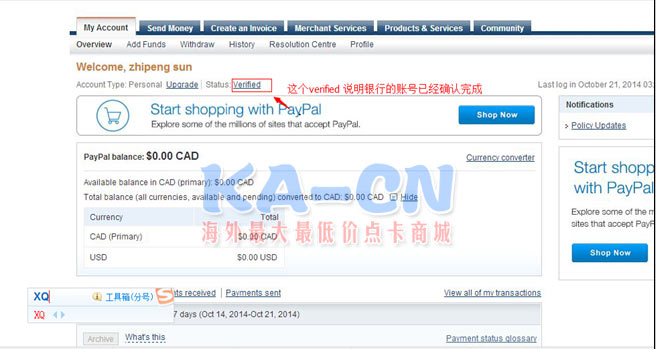 My Account Send Money Create an Invoice Merchant Services Products & Services Community
Overview Add Funds Withdraw History Resolution Centre Profile
Welcome, zhipeng sun
Account Type: Personal Upgrade Status: Verified
这个verified 说明银行的账号已经确认完成
Last log in October 21, 2014 03
Start shopping with PayPal
Explore some of the millions of sites that accept PayPal.
Shop Now
Notifications
Policy Updates
PayPal balance: $0.00 CAD
Currency converter
Available balance in CAD (primary): $0.00 CAD
Total balance (all currencies, available and pending) converted to CAD: $0.00 CAD Hide
Currency Total
CAD (Primary) $0.00 CAD
USD $0.00 USD
KA-CN
海外最大最低价点卡商城
Start shopp
with PayPal
Explore some of the m
sites that accept PayF
Shop Now
XQ 工具箱(分号) S
XQ
nts received Payments sent
View all of my transactions
7 days (Oct 14, 2014-Oct 21, 2014)
Archive What's this
Payment status glossary